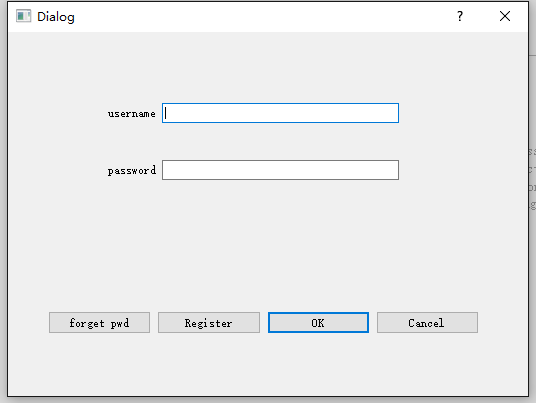 Dialog
username
password
forget pwd
Register
OK
Cancel